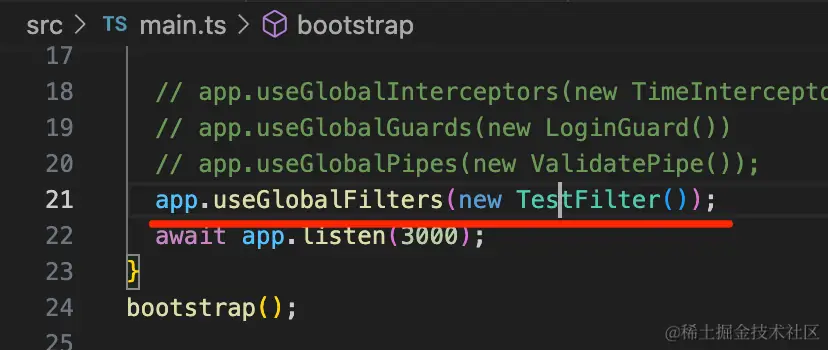 src > TS main.ts > bootstrap
17
18 // app.useGlobalInterceptors(new TimeIntercepto
19 // app.useGlobalGuards(new LoginGuard())
20 // app.useGlobalPipes(new ValidatePipe());
21 app.useGlobalFilters(new TestFilter());
22 await app.listen(3000);
23 }
24 bootstrap();
25
@稀土掘金技术社区